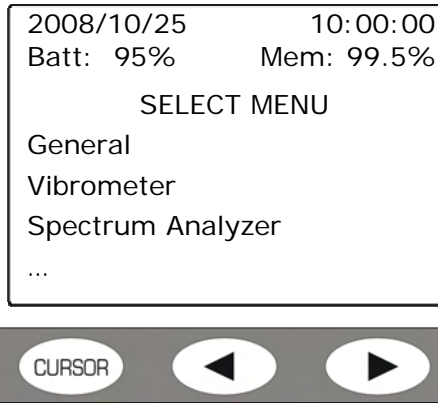 2008/10/25 10:00:00
Batt: 95% Mem: 99.5%
SELECT MENU
General
Vibrometer
Spectrum Analyzer
...
CURSOR